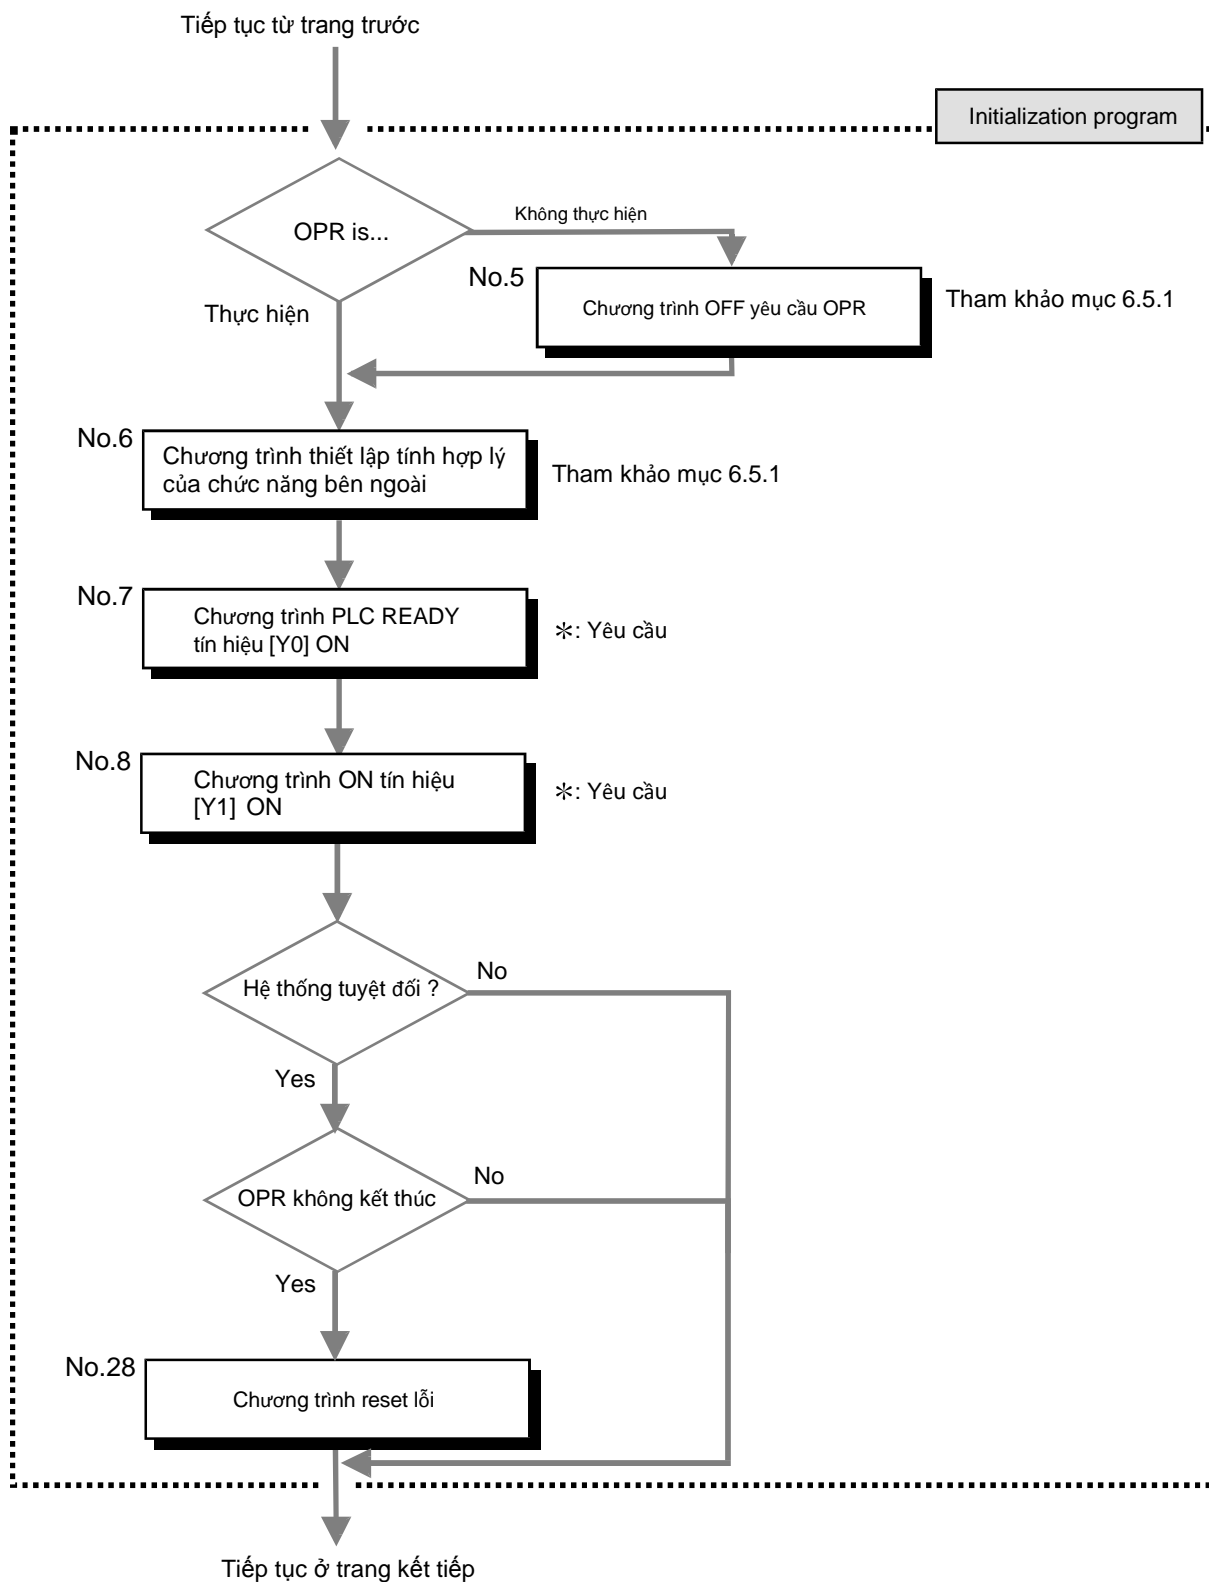 Tiếp tục từ trang trước
Initialization program
OPR is...
Không thực hiện
No.5
Chương trình OFF yêu cầu OPR
Tham khảo mục 6.5.1
Thực hiện
No.6
Chương trình thiết lập tính hợp lý
của chức năng bên ngoài
Tham khảo mục 6.5.1
No.7
Chương trình PLC READY
tín hiệu [Y0] ON
＊: Yêu cầu
No.8
Chương trình ON tín hiệu
[Y1] ON
＊: Yêu cầu
Hệ thống tuyệt đối ?
No
Yes
OPR không kết thúc
No
Yes
No.28
Chương trình reset lỗi
Tiếp tục ở trang kết tiếp